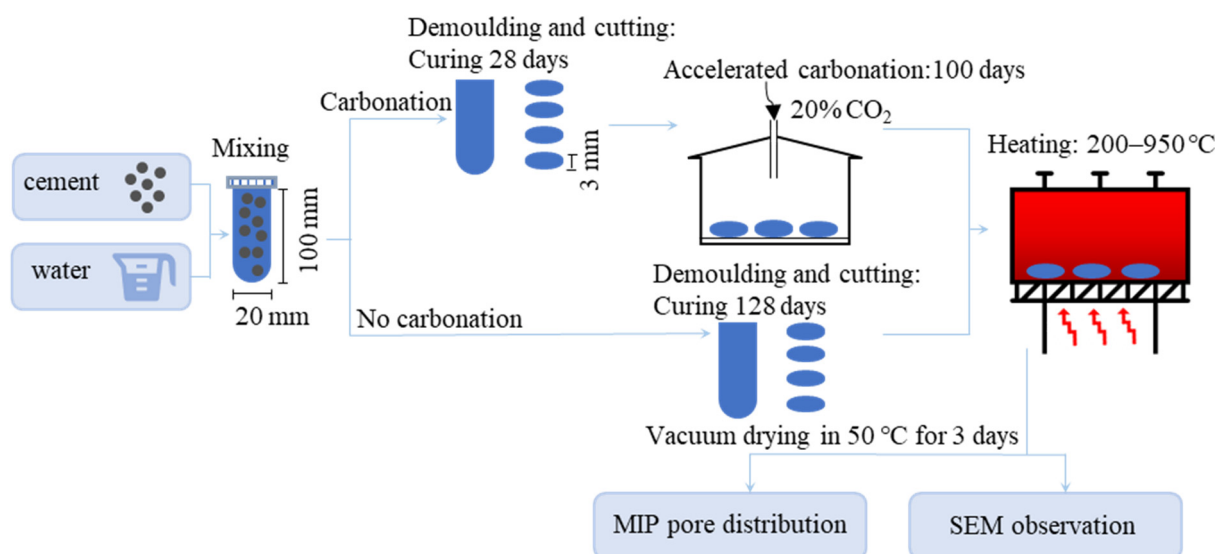 cement
water
Mixing
100 mm
20 mm
Carbonation
No carbonation
Demoulding and cutting:
Curing 28 days
3 mm
Accelerated carbonation:100 days
20% CO₂
Demoulding and cutting:
Curing 128 days
Heating: 200–950°C
Vacuum drying in 50 °C for 3 days
MIP pore distribution
SEM observation